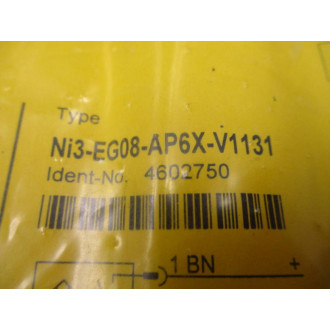 Type
Ni3-EG08-AP6X-V1131
Ident-No. 4602750
1 BN +